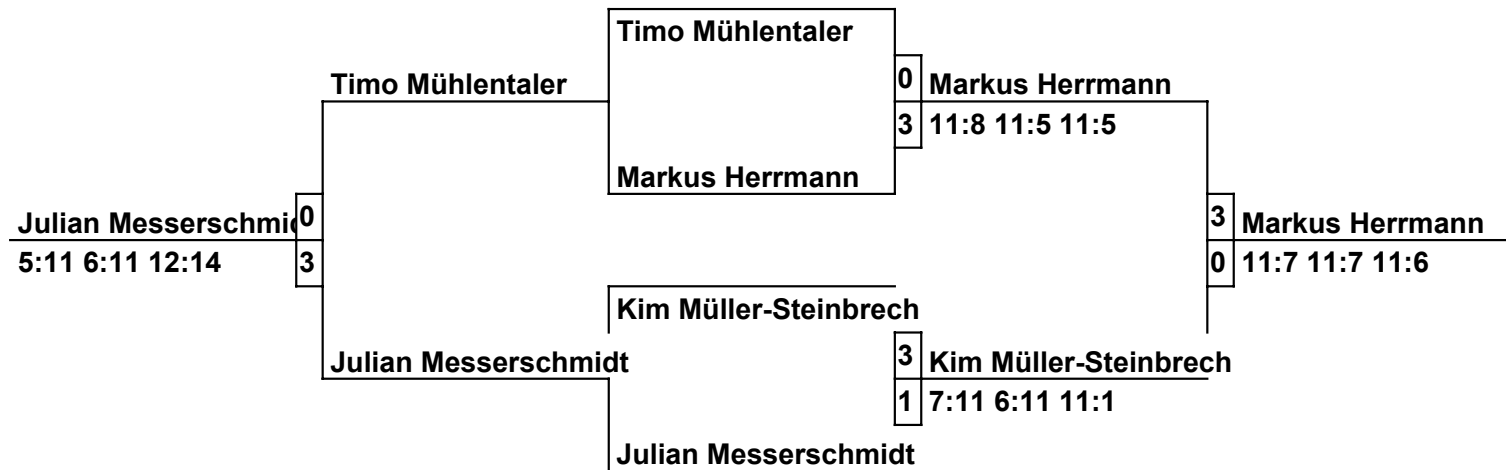 Timo Mühlentaler
0
Timo Mühlentaler
Markus Herrmann
3
11:8 11:5 11:5
Markus Herrmann
Julian Messerschmid
0
3
Markus Herrmann
5:11 6:11 12:14
3
0
11:7 11:7 11:6
Kim Müller-Steinbrech
Julian Messerschmidt
3
Kim Müller-Steinbrech
1
7:11 6:11 11:1
Julian Messerschmidt